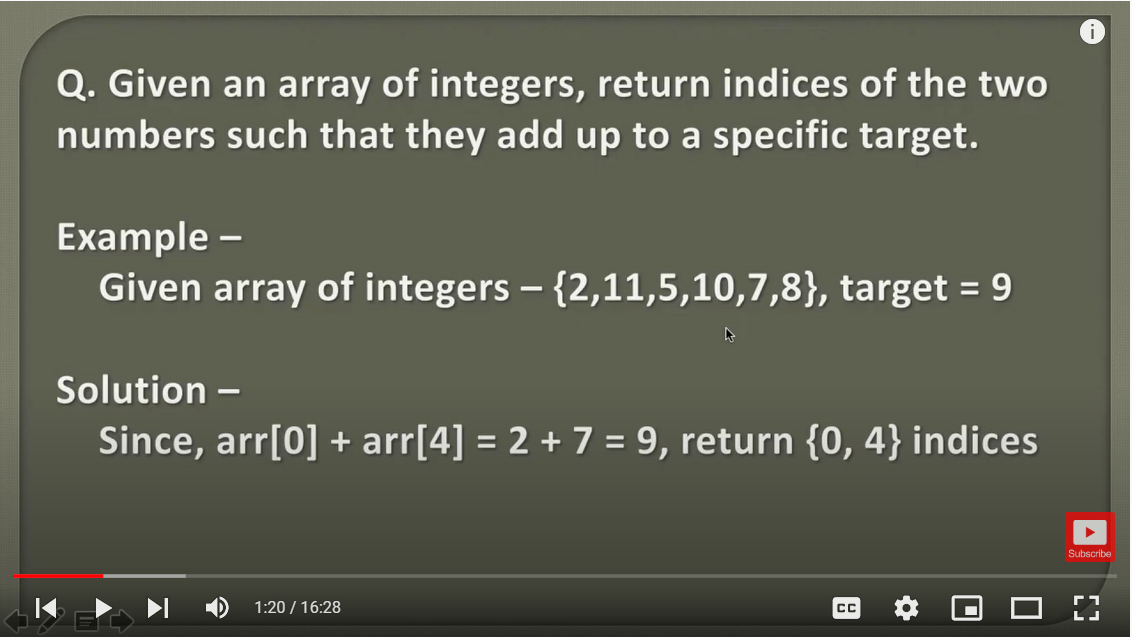 Q. Given an array of integers, return indices of the two
numbers such that they add up to a specific target.
Example –
Given array of integers – {2,11,5,10,7,8}, target = 9
Solution –
Since, arr[0] + arr[4] = 2 + 7 = 9, return {0, 4} indices
Subscribe
1:20 / 16:28
CC